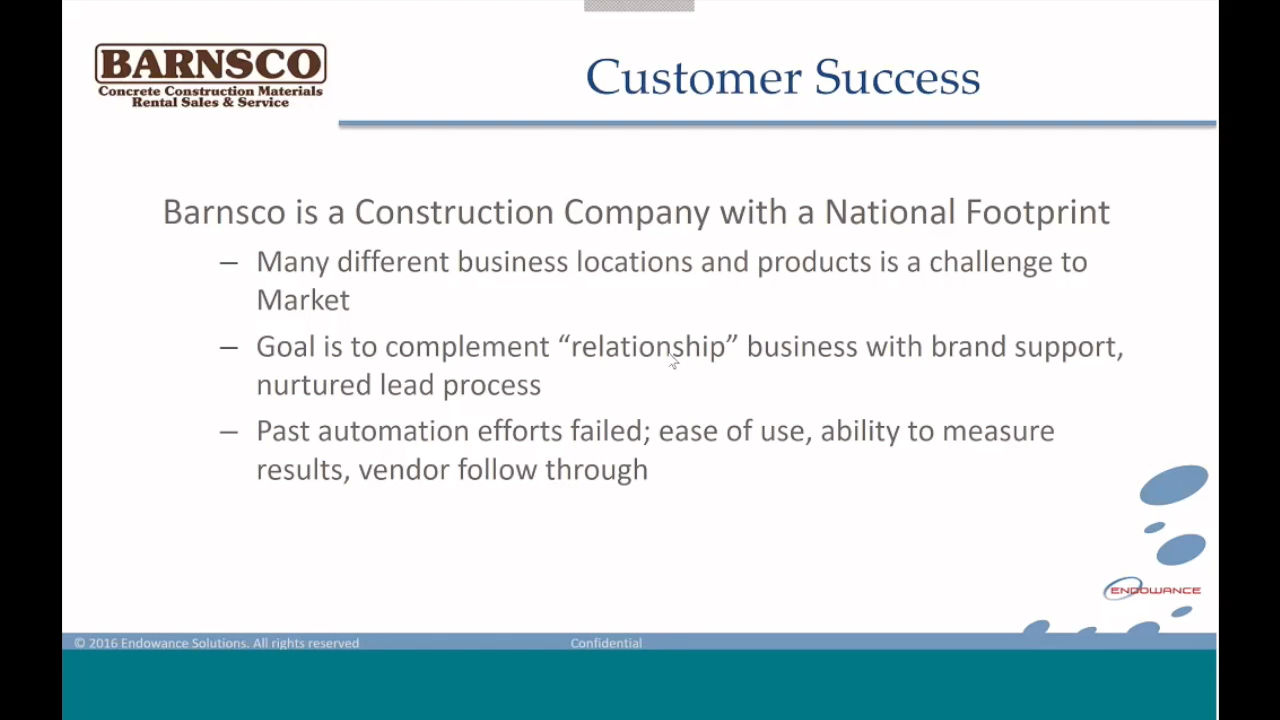 BARNSCO
Concrete Construction Materials
Rental Sales & Service
Customer Success
Barnsco is a Construction Company with a National Footprint
– Many different business locations and products is a challenge to
Market
– Goal is to complement “relationship” business with brand support,
nurtured lead process
– Past automation efforts failed; ease of use, ability to measure
results, vendor follow through
ENDOWANCE
© 2016 Endowance Solutions. All rights reserved
Confidential